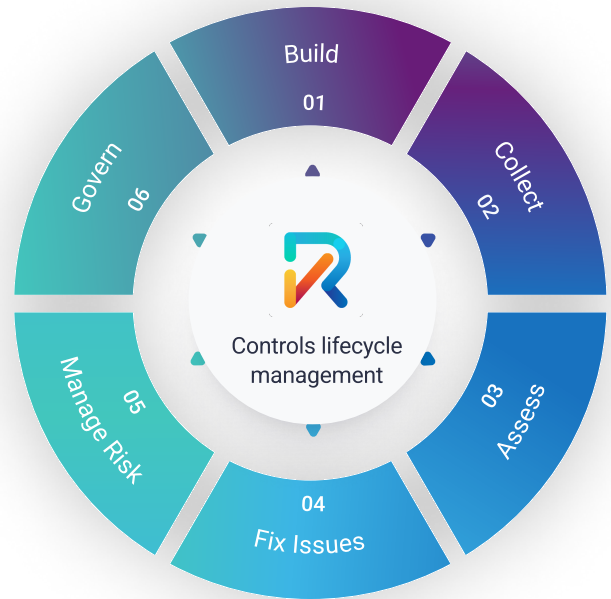 Build
01
Collect
02
03
Assess
04
Fix Issues
05
Manage Risk
Govern
06
Controls lifecycle
management